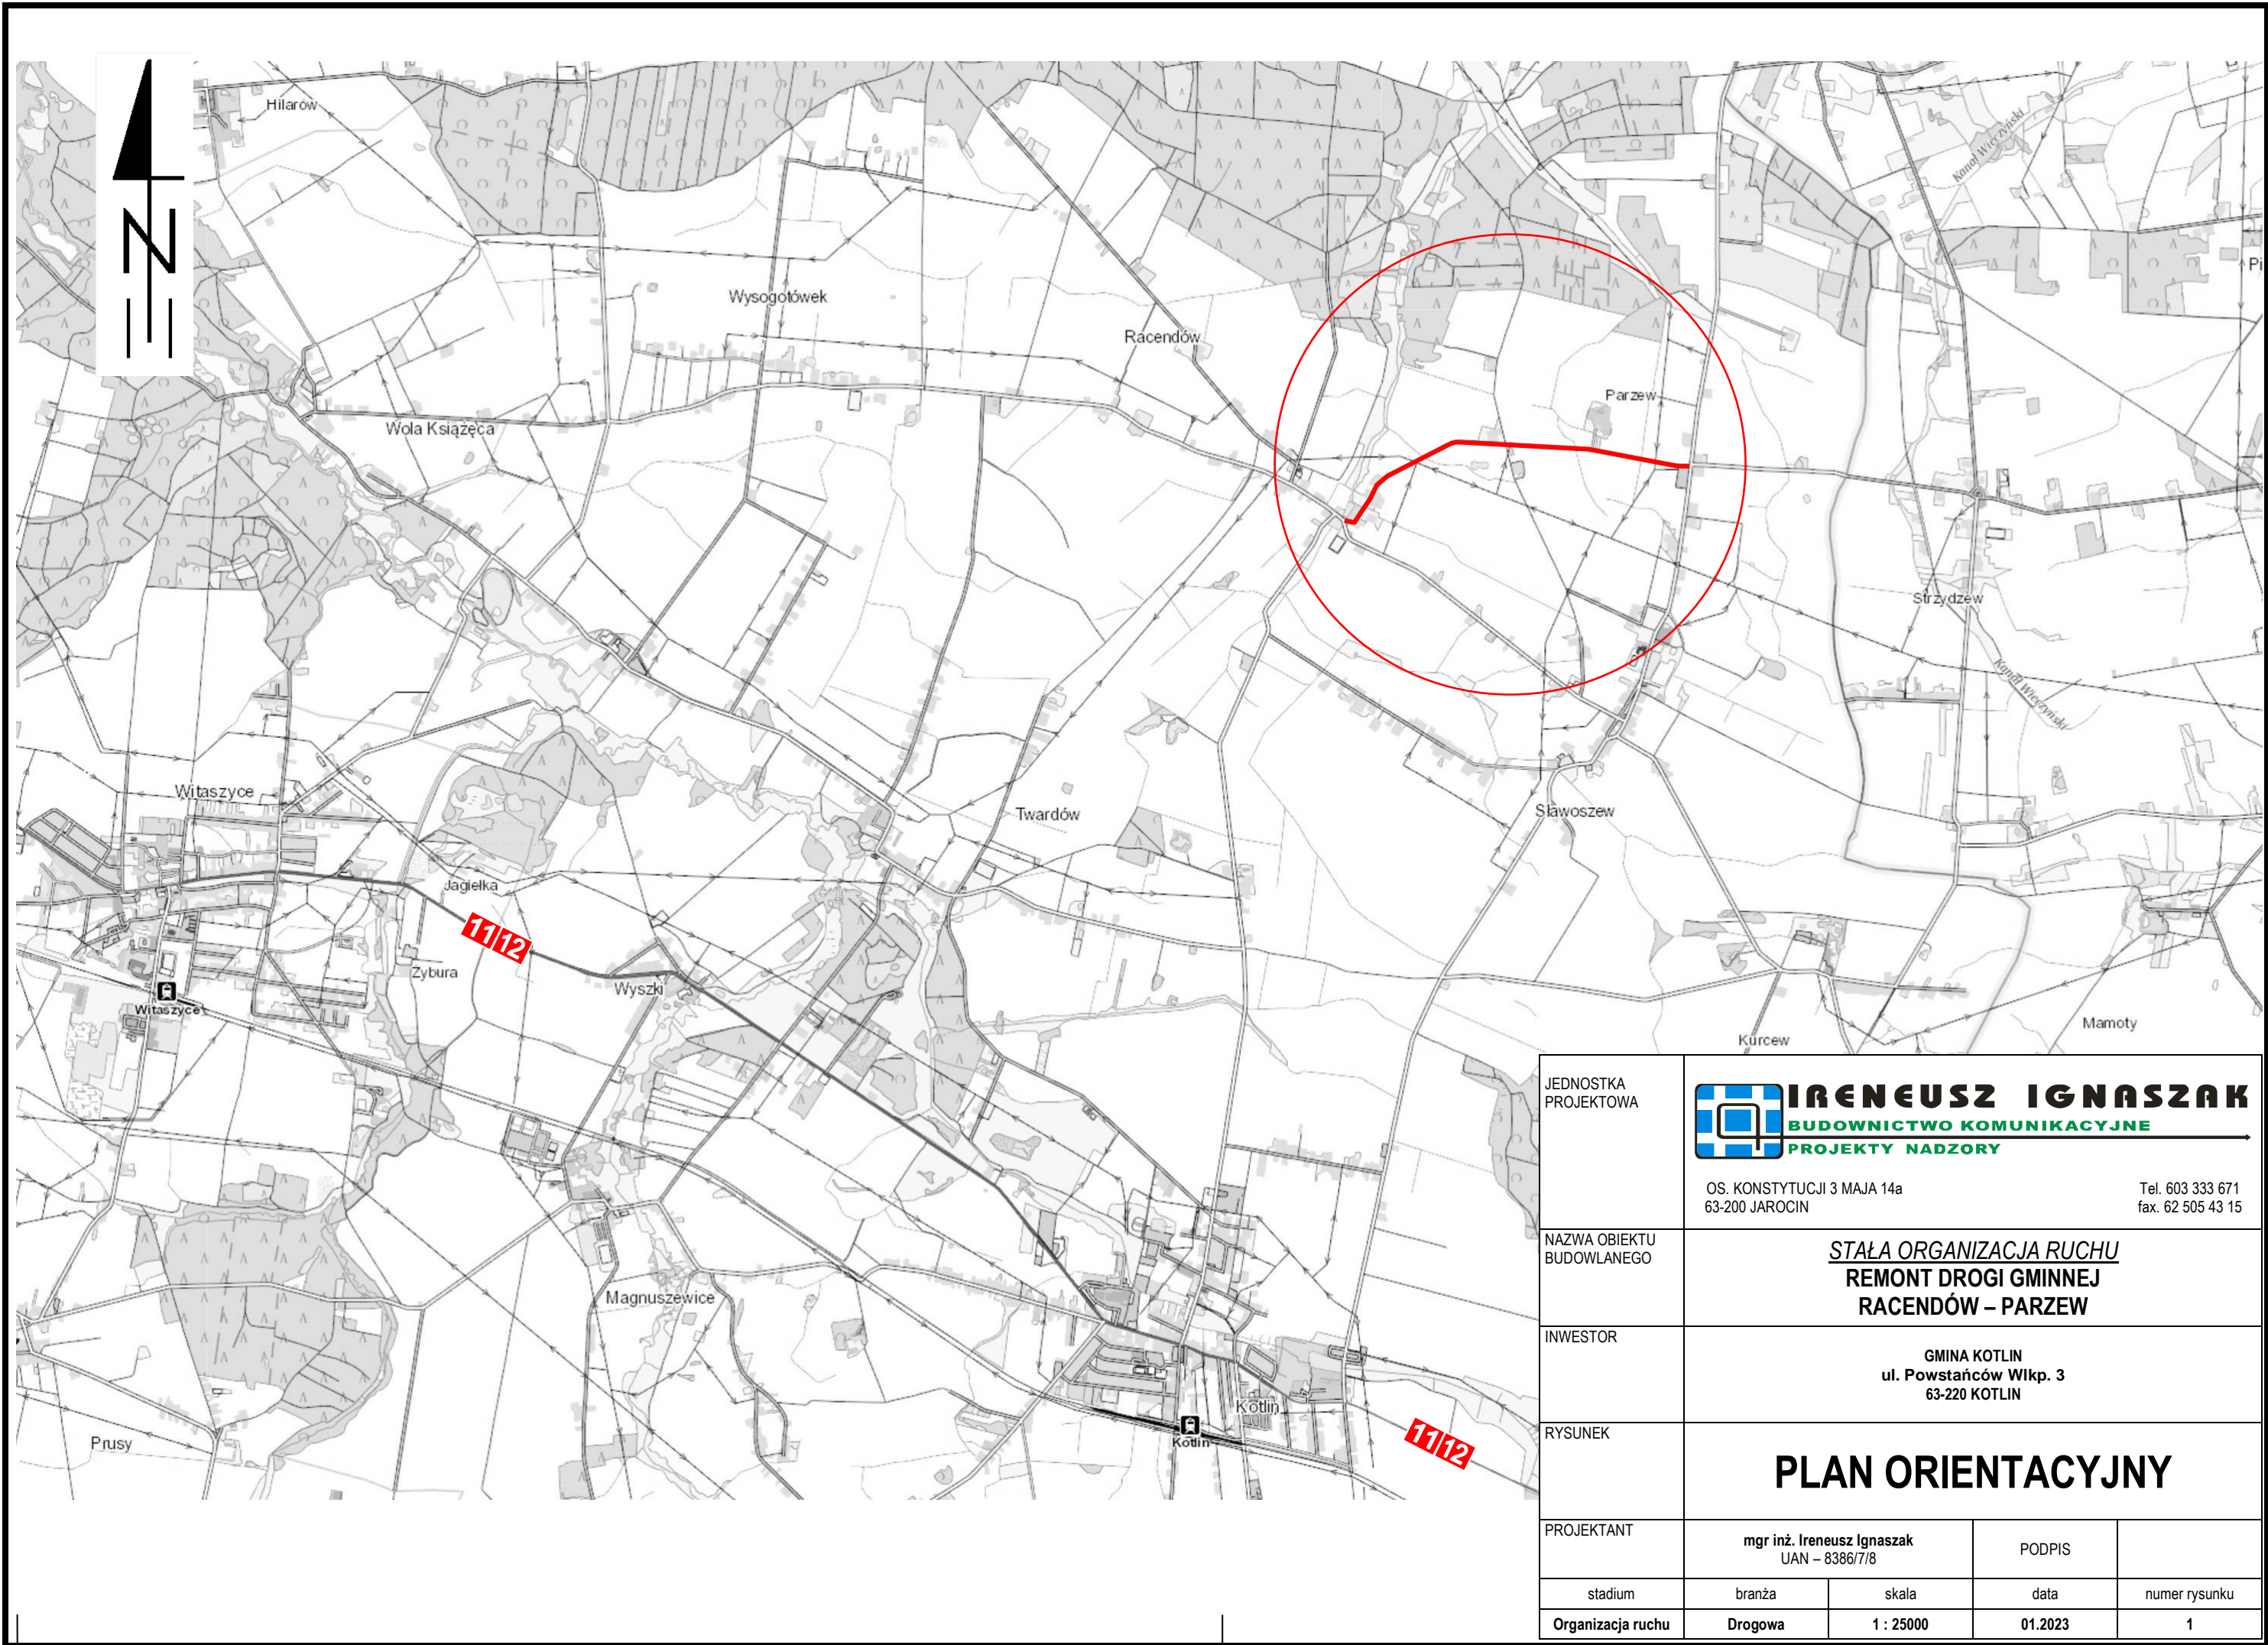 N
Hilarów
Kanał Wieczyński
Pi
Wysogotówek
Racendów
Parzew
Wola Książęca
Strzydzew
Kanał Wieczyński
Witaszyce
Twardów
Sławoszew
Jagiełka
11/12
Zybura
Wyszki
Witaszyce
Mamoty
Kurcew
Magnuszewice
Kotlin
Kotlin
11/12
Prusy
JEDNOSTKA
PROJEKTOWA
IRENEUSZ IGNASZAK
BUDOWNICTWO KOMUNIKACYJNE
PROJEKTY NADZORY
OS. KONSTYTUCJI 3 MAJA 14a
63-200 JAROCIN
Tel. 603 333 671
fax. 62 505 43 15
NAZWA OBIEKTU
BUDOWLANEGO
STAŁA ORGANIZACJA RUCHU
REMONT DROGI GMINNEJ
RACENDÓW – PARZEW
INWESTOR
GMINA KOTLIN
ul. Powstańców Wlkp. 3
63-220 KOTLIN
RYSUNEK
PLAN ORIENTACYJNY
PROJEKTANT
mgr inż. Ireneusz Ignaszak
UAN – 8386/7/8
PODPIS
stadium branża skala data numer rysunku
Organizacja ruchu Drogowa 1 : 25000 01.2023 1